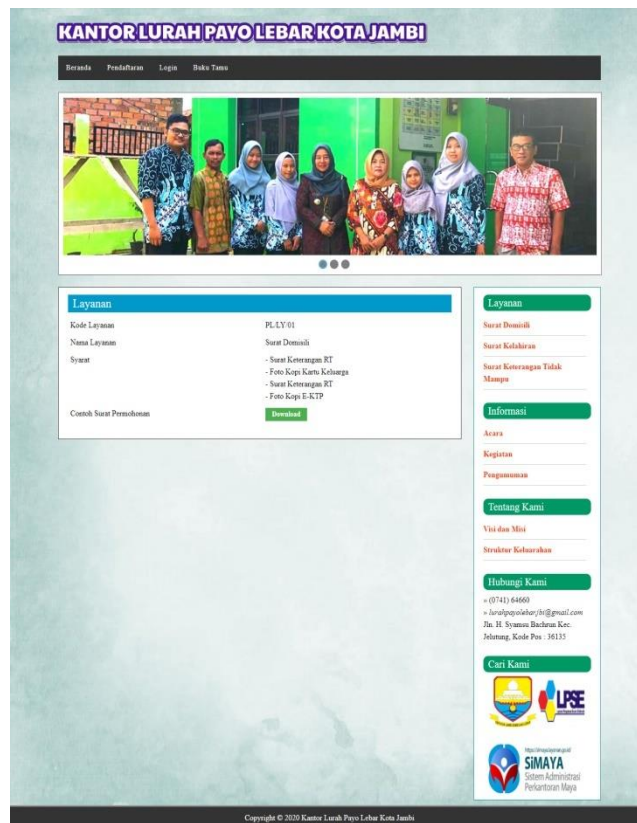 KANTOR LURAH PAYO LEBAR KOTA JAMBI
Beranda Pendaftaran Login Buku Tamu
Layanan
Kode Layanan PL/LY/01
Nama Layanan Surat Domisili
Syarat - Surat Keterangan RT
- Foto Kopi Kartu Keluarga
- Surat Keterangan RT
- Foto Kopi E-KTP
Contoh Surat Permohonan Download
Layanan
Surat Domisili
Surat Kelahiran
Surat Keterangan Tidak
Mampu
Informasi
Acara
Kegiatan
Pengumuman
Tentang Kami
Visi dan Misi
Struktur Keluarahan
Hubungi Kami
» (0741) 64660
» lurahpayolebar.jbi@gmail.com
Jln. H. Syamsu Bachrun Kec.
Jelutung, Kode Pos : 36135
Cari Kami
LPSE
SiMAYA
Sistem Administrasi
Perkantoran Maya
Copyright © 2020 Kantor Lurah Payo Lebar Kota Jambi